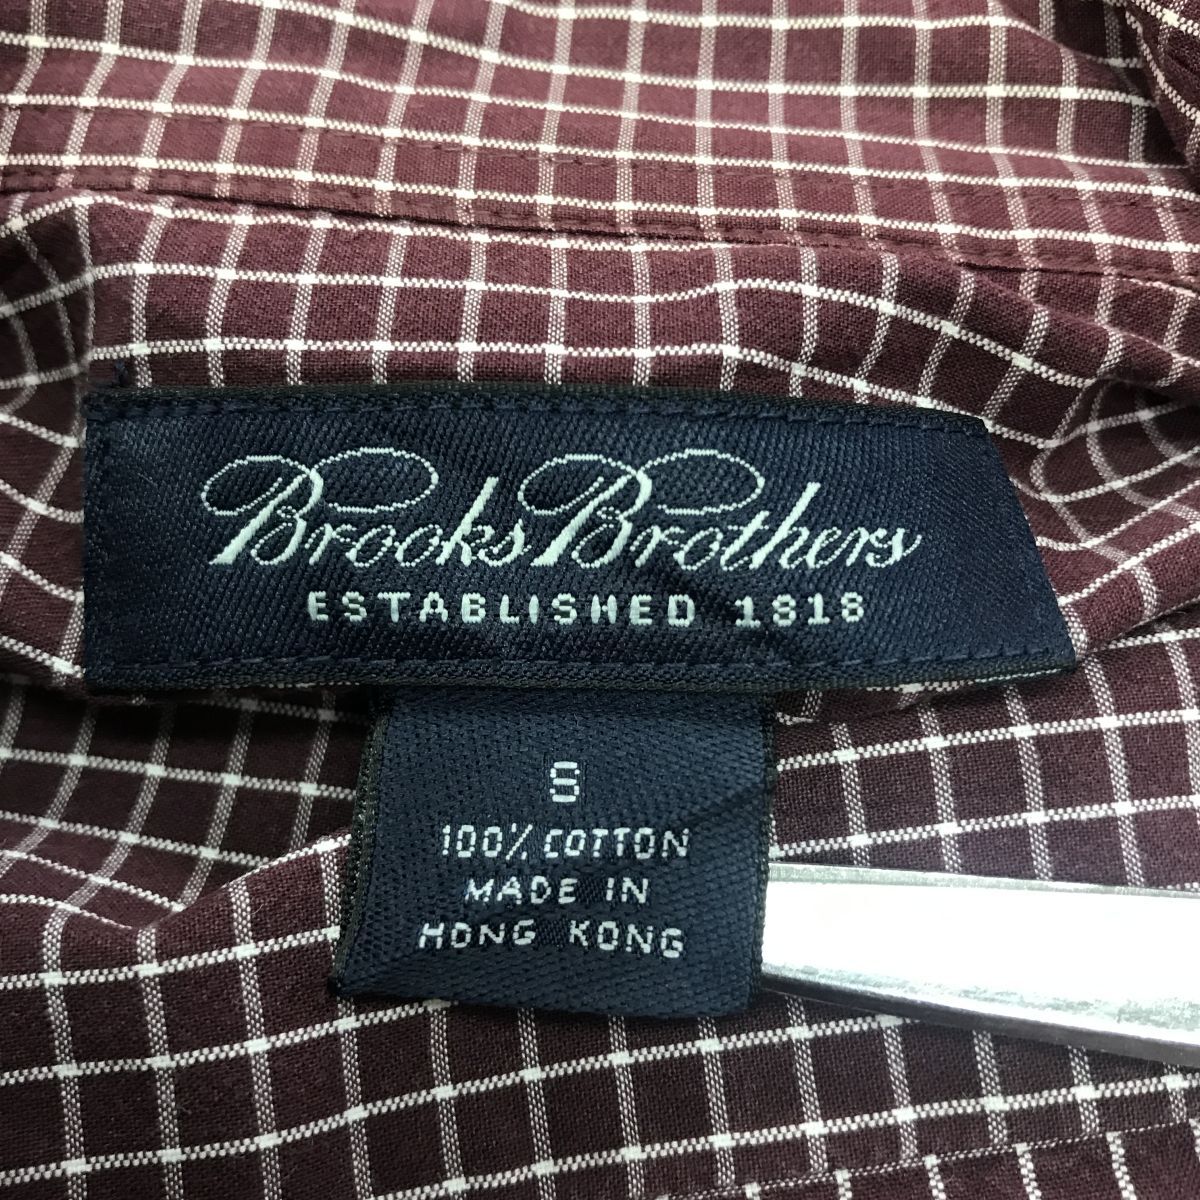 Brooks Brothers
ESTABLISHED 1818
S
100% COTTON
MADE IN
HONG KONG